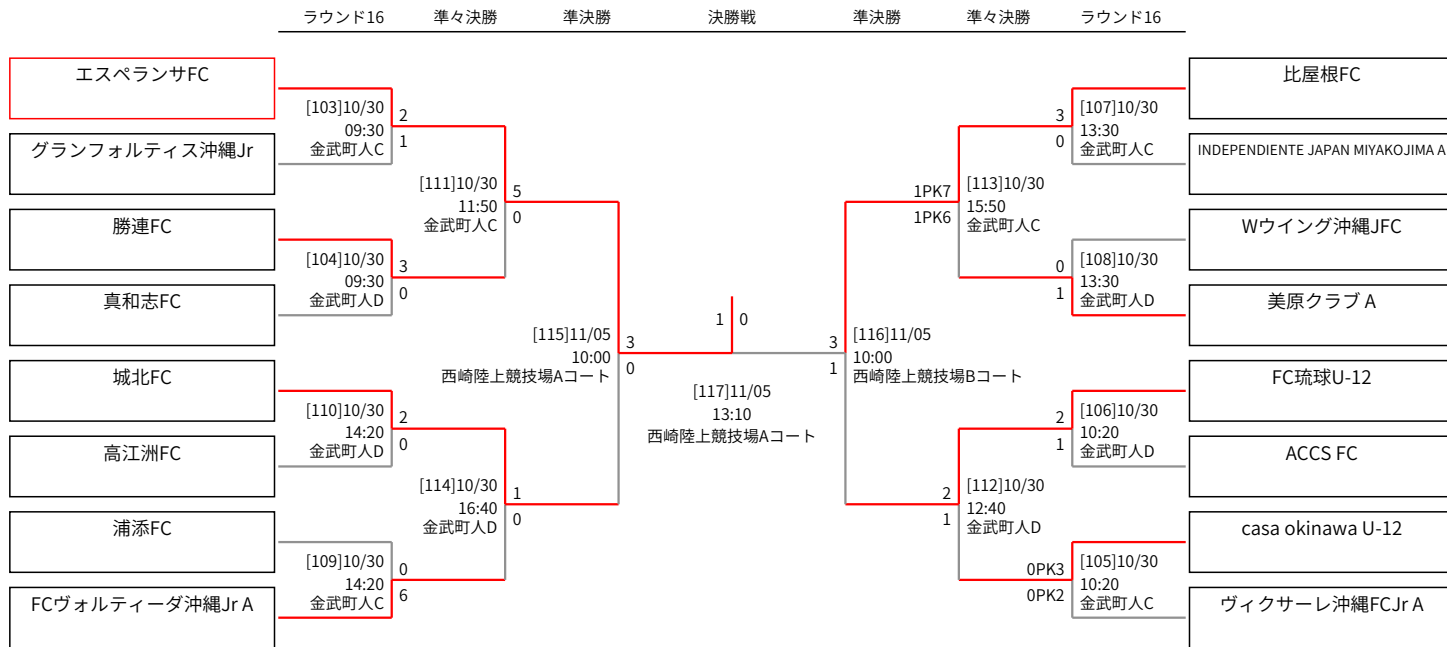 ラウンド16 準々決勝 準決勝 決勝戦 準決勝 準々決勝 ラウンド16
エスペランサFC
[103]10/30
09:30
金武町人C
2
1
グランフォルティス沖縄Jr
[111]10/30
11:50
金武町人C
5
0
勝連FC
[104]10/30
09:30
金武町人D
3
0
真和志FC
[115]11/05
10:00
西崎陸上競技場Aコート
3
0
城北FC
[110]10/30
14:20
金武町人D
2
0
高江洲FC
[114]10/30
16:40
金武町人D
1
0
浦添FC
[109]10/30
14:20
金武町人C
0
6
FCヴォルティーダ沖縄Jr A
1 0
[117]11/05
13:10
西崎陸上競技場Aコート
比屋根FC
3
0
[107]10/30
13:30
金武町人C
INDEPENDIENTE JAPAN MIYAKOJIMA A
1PK7
1PK6
[113]10/30
15:50
金武町人C
Wウイング沖縄JFC
0
1
[108]10/30
13:30
金武町人D
美原クラブ A
3
1
[116]11/05
10:00
西崎陸上競技場Bコート
FC琉球U-12
2
1
[106]10/30
10:20
金武町人D
ACCS FC
2
1
[112]10/30
12:40
金武町人D
casa okinawa U-12
0PK3
0PK2
[105]10/30
10:20
金武町人C
ヴィクサーレ沖縄FCJr A